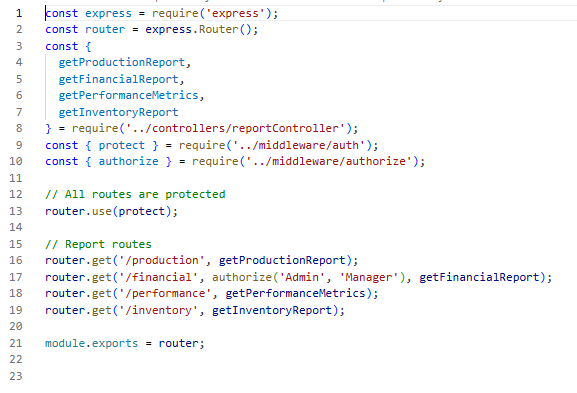 1 const express = require('express');
2 const router = express.Router();
3 const {
4 getProductionReport,
5 getFinancialReport,
6 getPerformanceMetrics,
7 getInventoryReport
8 } = require('../controllers/reportController');
9 const { protect } = require('../middleware/auth');
10 const { authorize } = require('../middleware/authorize');
11
12 // All routes are protected
13 router.use(protect);
14
15 // Report routes
16 router.get('/production', getProductionReport);
17 router.get('/financial', authorize('Admin', 'Manager'), getFinancialReport);
18 router.get('/performance', getPerformanceMetrics);
19 router.get('/inventory', getInventoryReport);
20
21 module.exports = router;
22
23